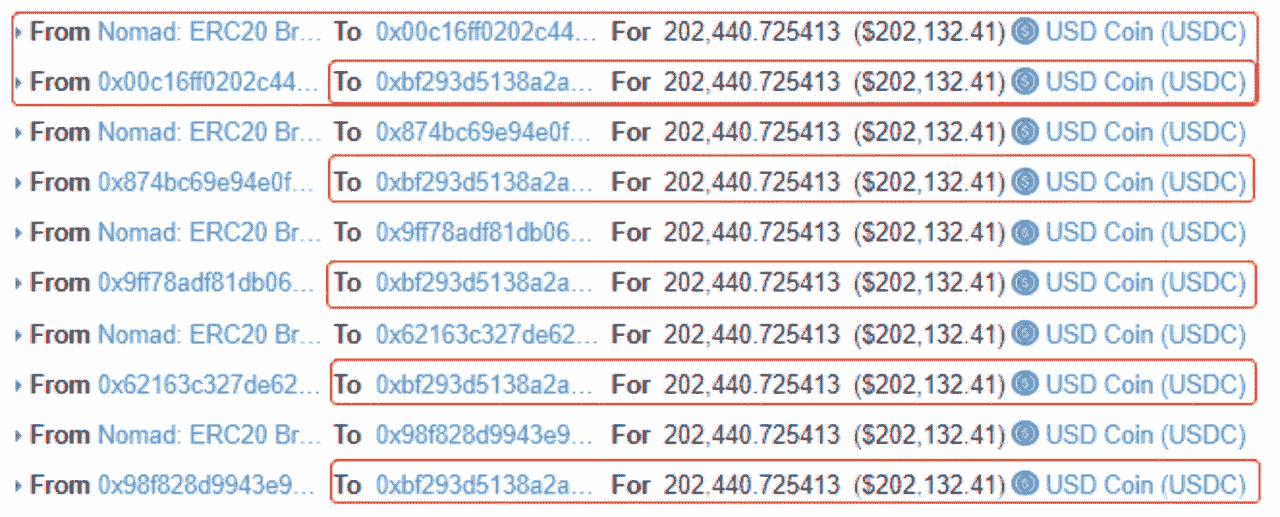 From Nomad: ERC20 Br... To 0x00c16ff0202c44... For 202,440.725413 ($202,132.41) USD Coin (USDC)
From 0x00c16ff0202c44... To 0xbf293d5138a2a... For 202,440.725413 ($202,132.41) USD Coin (USDC)
From Nomad: ERC20 Br... To 0x874bc69e94e0f... For 202,440.725413 ($202,132.41) USD Coin (USDC)
From 0x874bc69e94e0f... To 0xbf293d5138a2a... For 202,440.725413 ($202,132.41) USD Coin (USDC)
From Nomad: ERC20 Br... To 0x9ff78adf81db06... For 202,440.725413 ($202,132.41) USD Coin (USDC)
From 0x9ff78adf81db06... To 0xbf293d5138a2a... For 202,440.725413 ($202,132.41) USD Coin (USDC)
From Nomad: ERC20 Br... To 0x62163c327de62... For 202,440.725413 ($202,132.41) USD Coin (USDC)
From 0x62163c327de62... To 0xbf293d5138a2a... For 202,440.725413 ($202,132.41) USD Coin (USDC)
From Nomad: ERC20 Br... To 0x98f828d9943e9... For 202,440.725413 ($202,132.41) USD Coin (USDC)
From 0x98f828d9943e9... To 0xbf293d5138a2a... For 202,440.725413 ($202,132.41) USD Coin (USDC)